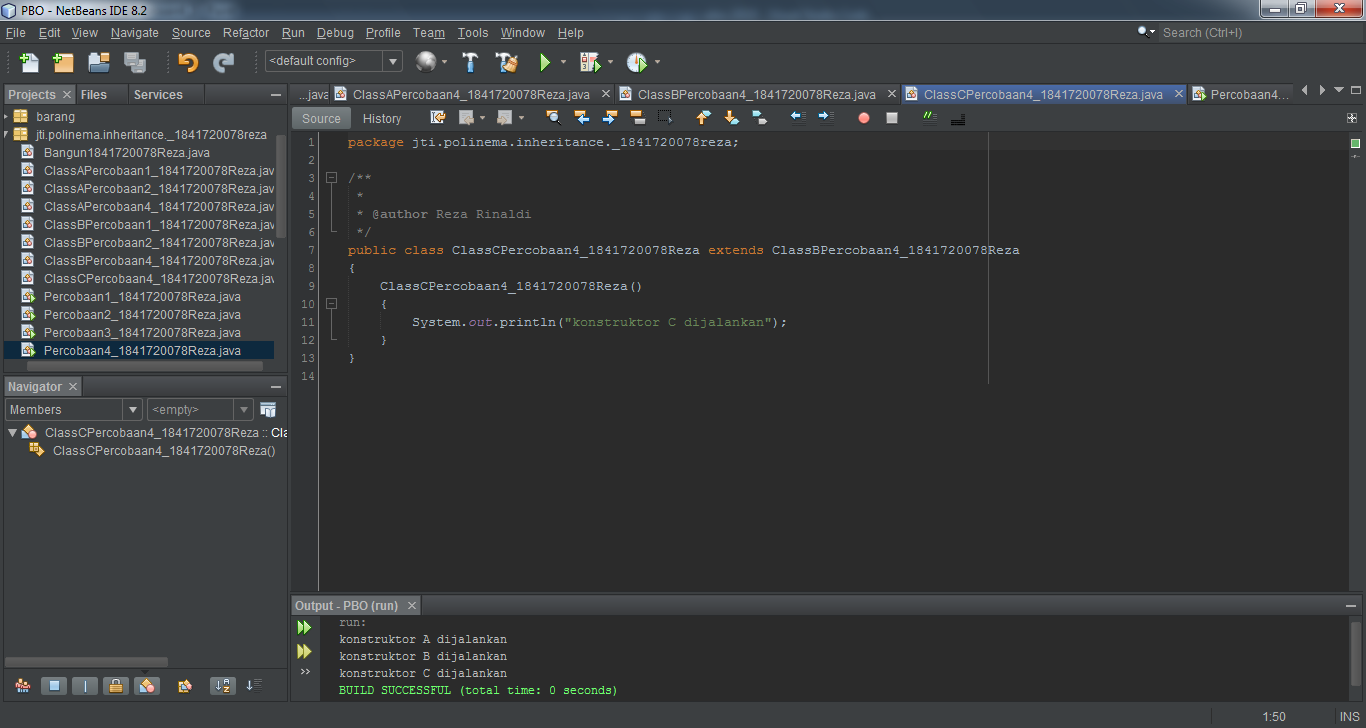 PBO - NetBeans IDE 8.2
File Edit View Navigate Source Refactor Run Debug Profile Team Tools Window Help
Search (Ctrl+I)
<default config>
Projects Files Services
barang
jti.polinema.inheritance._1841720078reza
Bangun1841720078Reza.java
ClassAPercobaan1_1841720078Reza.jav
ClassAPercobaan2_1841720078Reza.jav
ClassAPercobaan4_1841720078Reza.jav
ClassBPercobaan1_1841720078Reza.jav
ClassBPercobaan2_1841720078Reza.jav
ClassBPercobaan4_1841720078Reza.jav
ClassCPercobaan4_1841720078Reza.jav
Percobaan1_1841720078Reza.java
Percobaan2_1841720078Reza.java
Percobaan3_1841720078Reza.java
Percobaan4_1841720078Reza.java
Navigator
Members <empty>
ClassCPercobaan4_1841720078Reza :: Cla
ClassCPercobaan4_1841720078Reza()
...java ClassAPercobaan4_1841720078Reza.java ClassBPercobaan4_1841720078Reza.java ClassCPercobaan4_1841720078Reza.java Percobaan4...
Source History
1 package jti.polinema.inheritance._1841720078reza;
2
3 /**
4 *
5 * @author Reza Rinaldi
6 */
7 public class ClassCPercobaan4_1841720078Reza extends ClassBPercobaan4_1841720078Reza
8 {
9 ClassCPercobaan4_1841720078Reza()
10 {
11 System.out.println("konstruktor C dijalankan");
12 }
13 }
14
Output - PBO (run)
run:
konstruktor A dijalankan
konstruktor B dijalankan
konstruktor C dijalankan
BUILD SUCCESSFUL (total time: 0 seconds)
1:50 INS